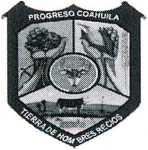 PROGRESO COAHUILA
TIERRA DE HOMBRES RECIOS